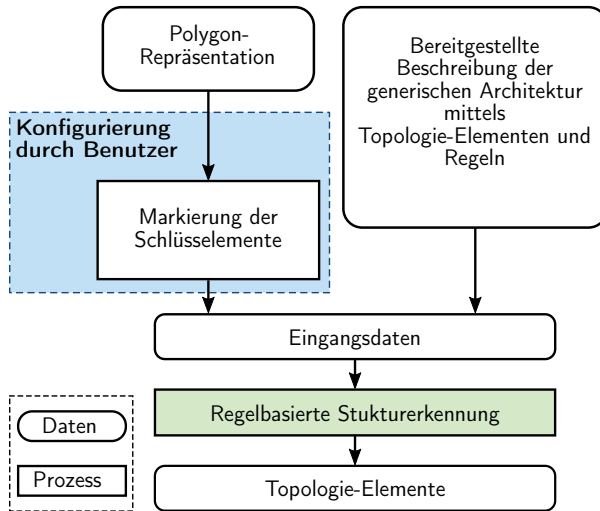 Polygon-
Repräsentation
Bereitgestellte
Beschreibung der
generischen Architektur
mittels
Topologie-Elementen und
Regeln
Konfigurierung
durch Benutzer
Markierung der
Schlüsselemente
Eingangsdaten
Regelbasierte Stukturerkennung
Topologie-Elemente
Daten
Prozess